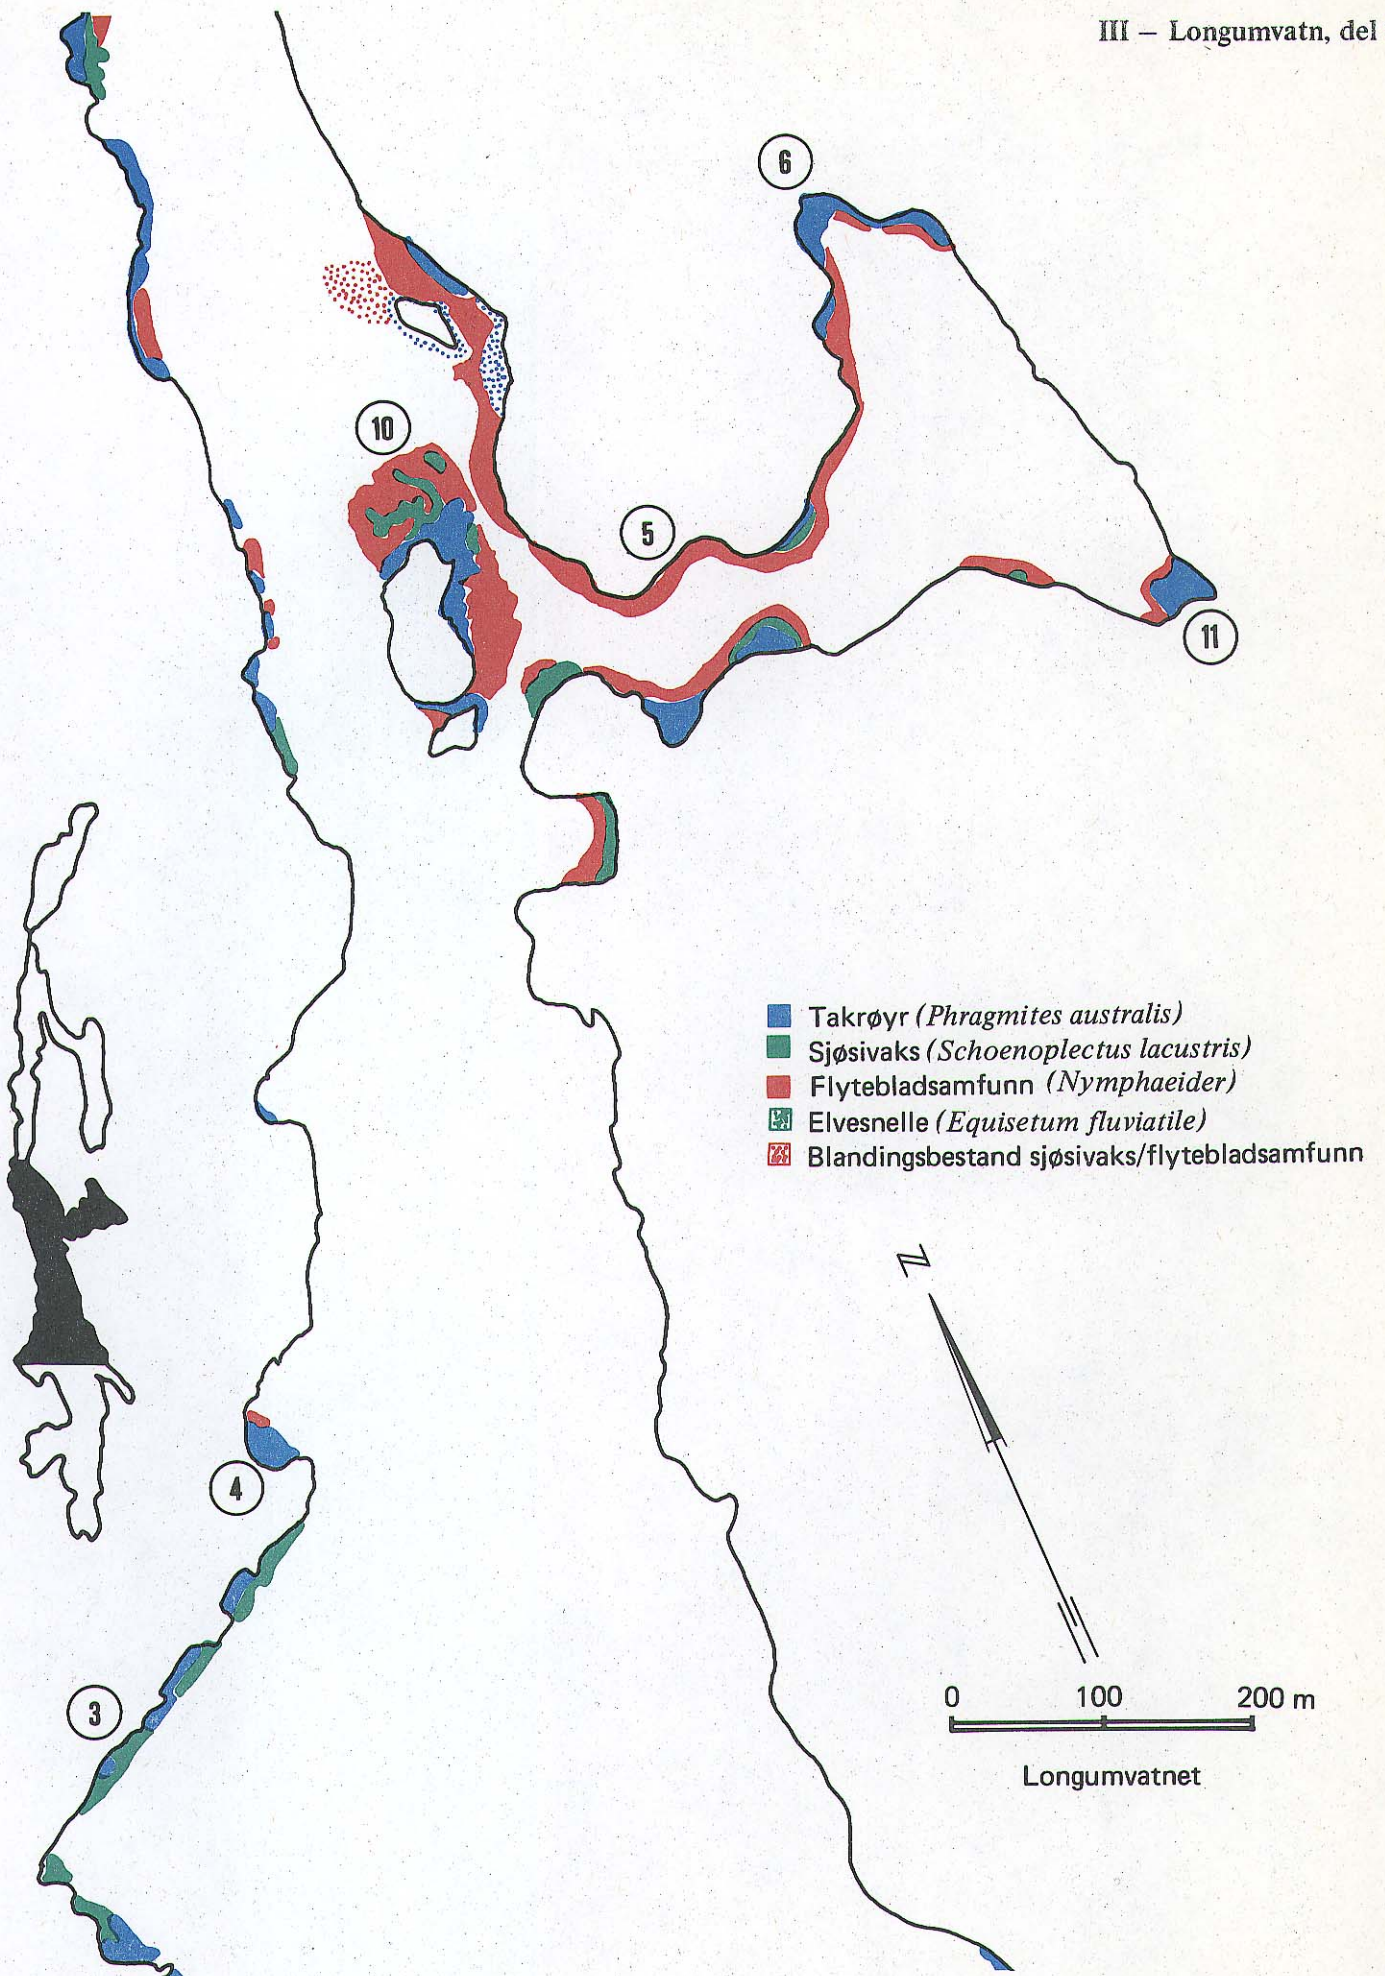 III – Longumvatn, del
6
10
5
11
Takrøyr (Phragmites australis)
Sjøsivaks (Schoenoplectus lacustris)
Flytebladsamfunn (Nymphaeider)
Elvesnelle (Equisetum fluviatile)
Blandingsbestand sjøsivaks/flytebladsamfunn
N
4
3
0 100 200 m
Longumvatnet